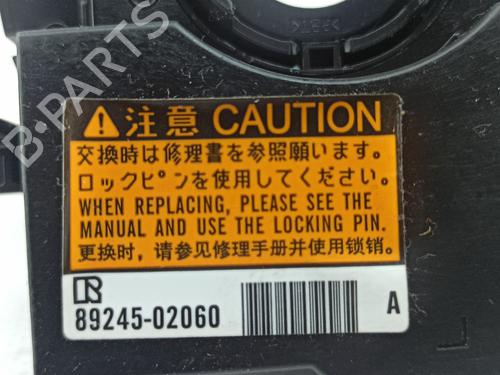 注意 CAUTION
交換時は修理書を参照願います。
ロックピンを使用してください。
WHEN REPLACING, PLEASE SEE THE
MANUAL AND USE THE LOCKING PIN.
更换时，请参见修理手册并使用锁销。
R
89245-02060
A
B-PARTS